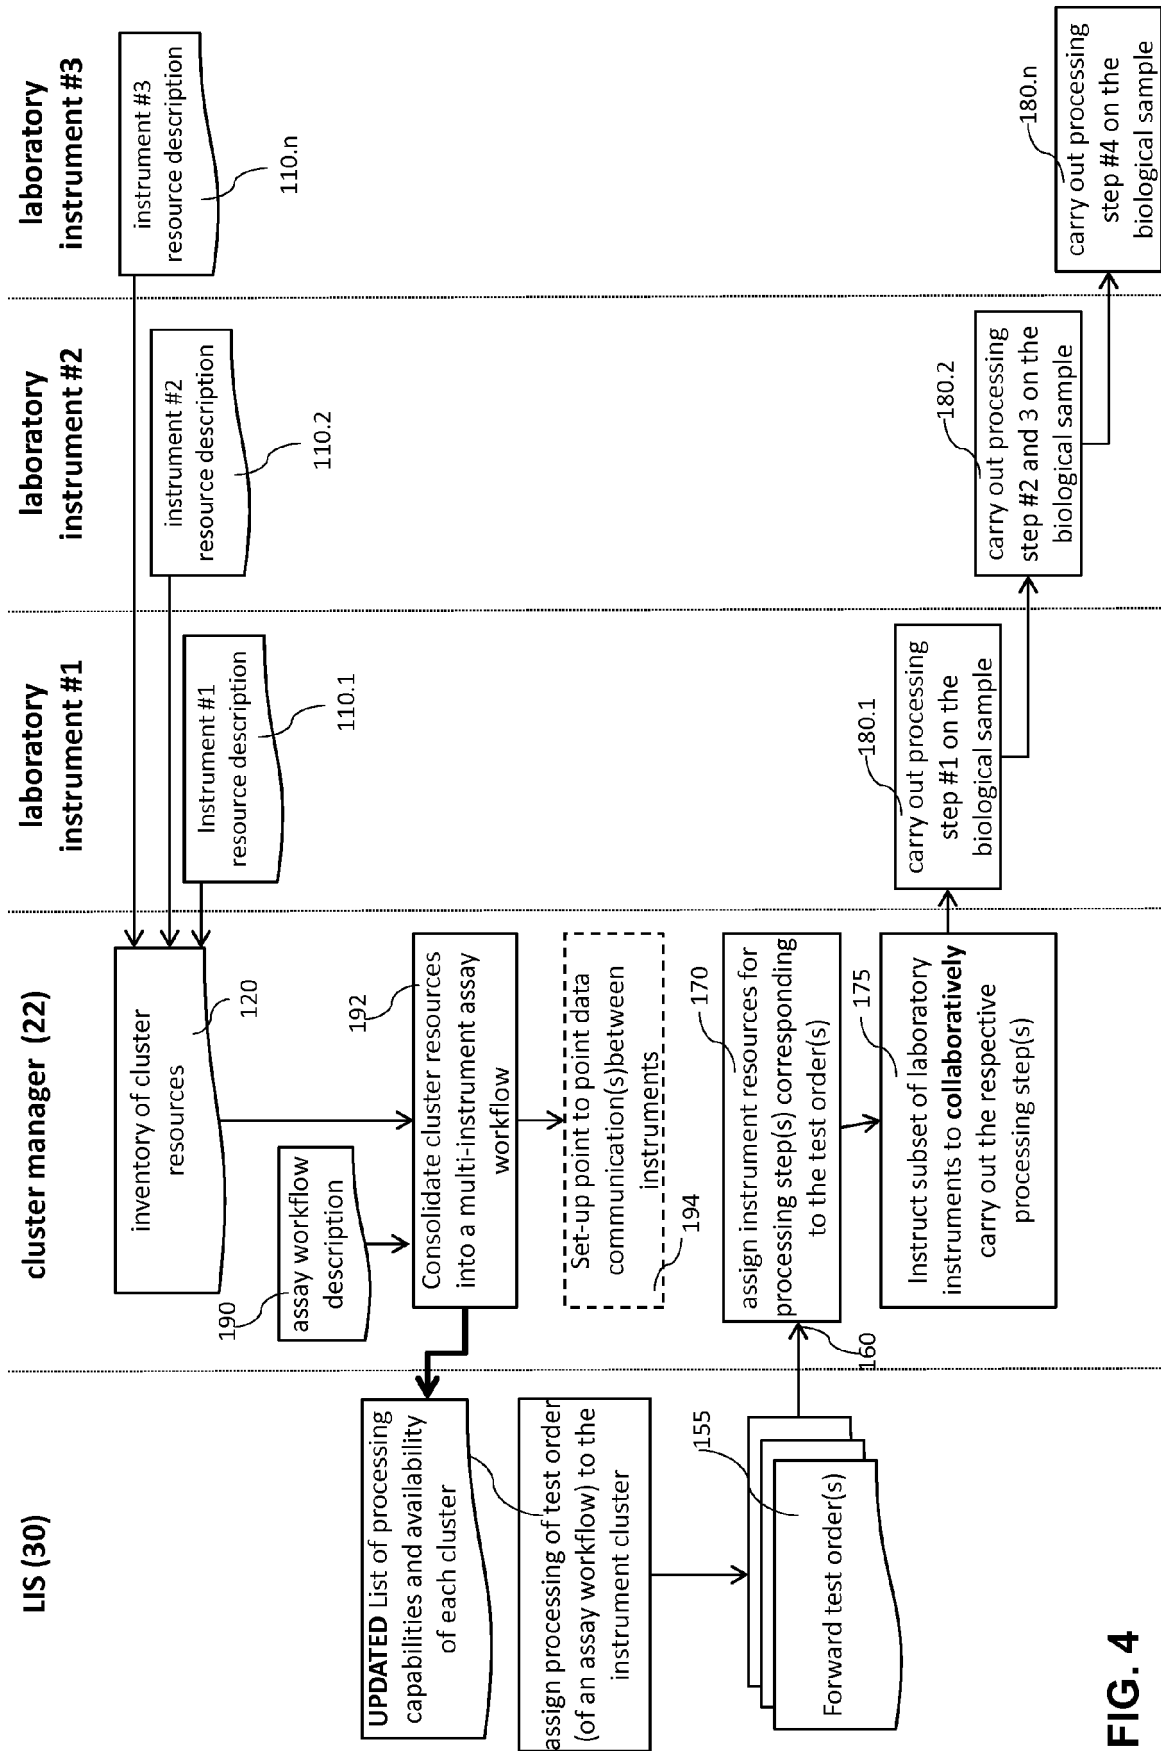 LIS (30)
cluster manager (22)
laboratory
instrument #1
laboratory
instrument #2
laboratory
instrument #3
instrument #3
resource description
110.n
instrument #2
resource description
110.2
Instrument #1
resource description
110.1
inventory of cluster
resources
120
190
assay workflow
description
192
Consolidate cluster resources
into a multi-instrument assay
workflow
Set-up point to point data
communication(s)between
instruments
194
UPDATED List of processing
capabilities and availability
of each cluster
assign processing of test order
(of an assay workflow) to the
instrument cluster
155
Forward test order(s)
160
170
assign instrument resources for
processing step(s) corresponding
to the test order(s)
175
Instruct subset of laboratory
instruments to collaboratively
carry out the respective
processing step(s)
180.1
carry out processing
step #1 on the
biological sample
180.2
carry out processing
step #2 and 3 on the
biological sample
180.n
carry out processing
step #4 on the
biological sample
FIG. 4